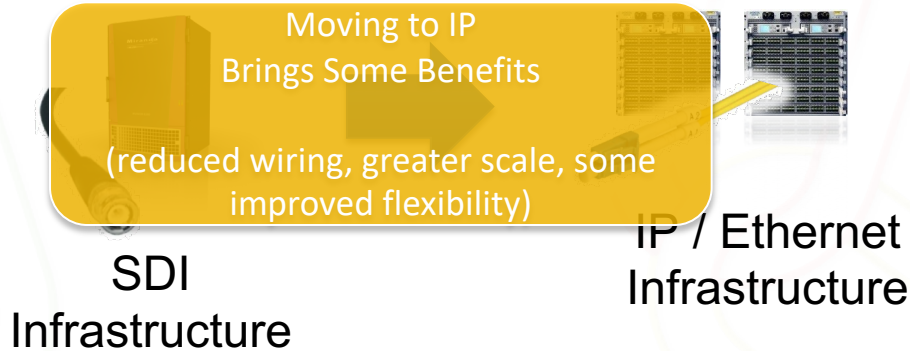 Moving to IP
Brings Some Benefits
(reduced wiring, greater scale, some
improved flexibility)
SDI
Infrastructure
IP / Ethernet
Infrastructure